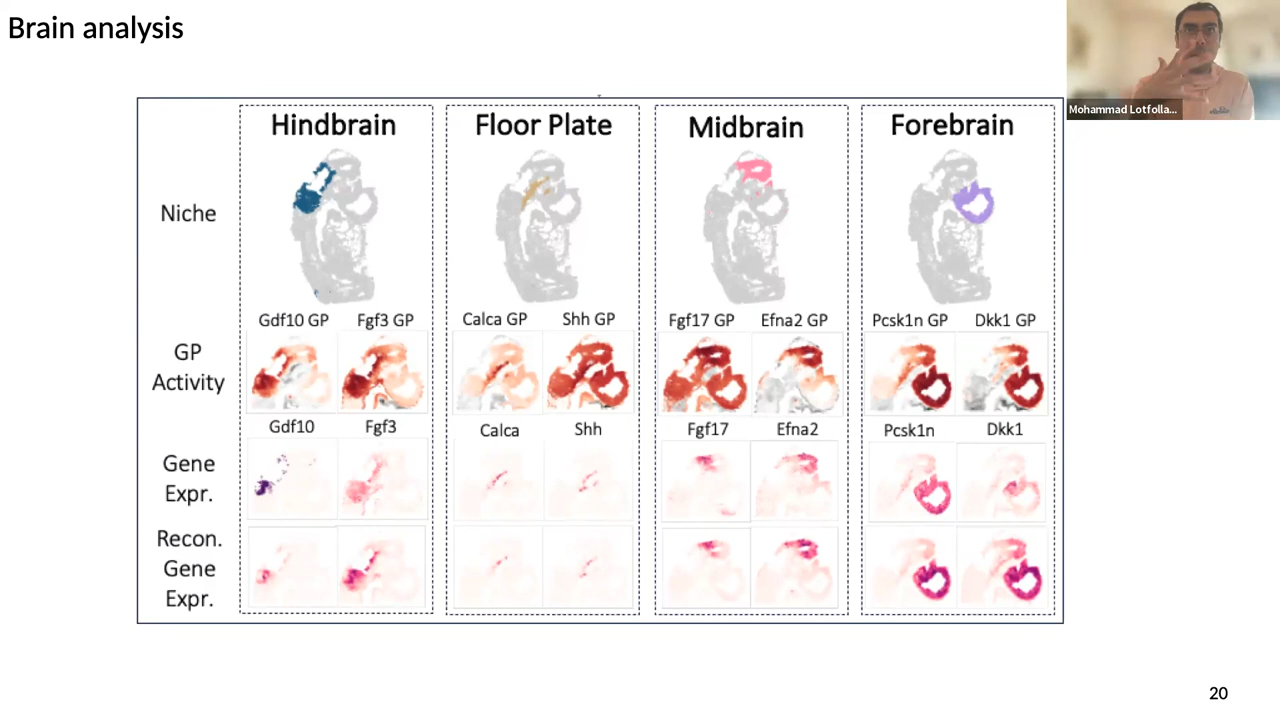 Brain analysis
Mohammad Lotfolla...
Hindbrain
Floor Plate
Midbrain
Forebrain
Niche
Gdf10 GP Fgf3 GP Calca GP Shh GP Fgf17 GP Efna2 GP Pcsk1n GP Dkk1 GP
GP
Activity
Gdf10 Fgf3 Calca Shh Fgf17 Efna2 Pcsk1n Dkk1
Gene
Expr.
Recon.
Gene
Expr.
20